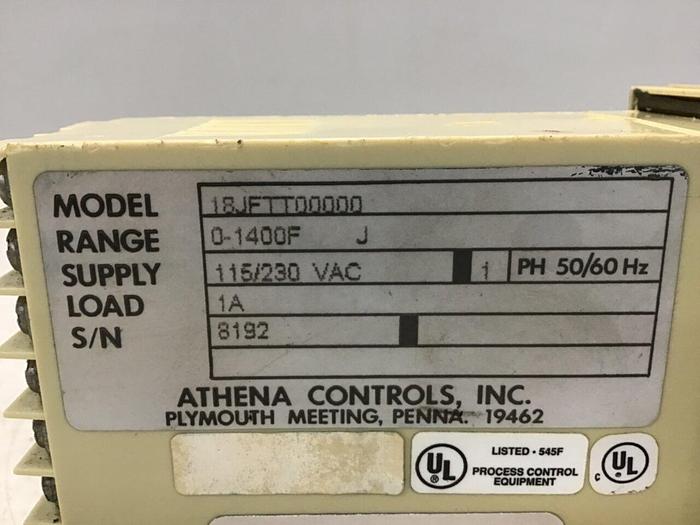 MODEL 18JFTT00000
RANGE 0-1400F J
SUPPLY 115/230 VAC 1 PH 50/60 Hz
LOAD 1A
S/N 8192
ATHENA CONTROLS, INC.
PLYMOUTH MEETING, PENNA. 19462
UL LISTED • 545F
PROCESS CONTROL
EQUIPMENT
c UL